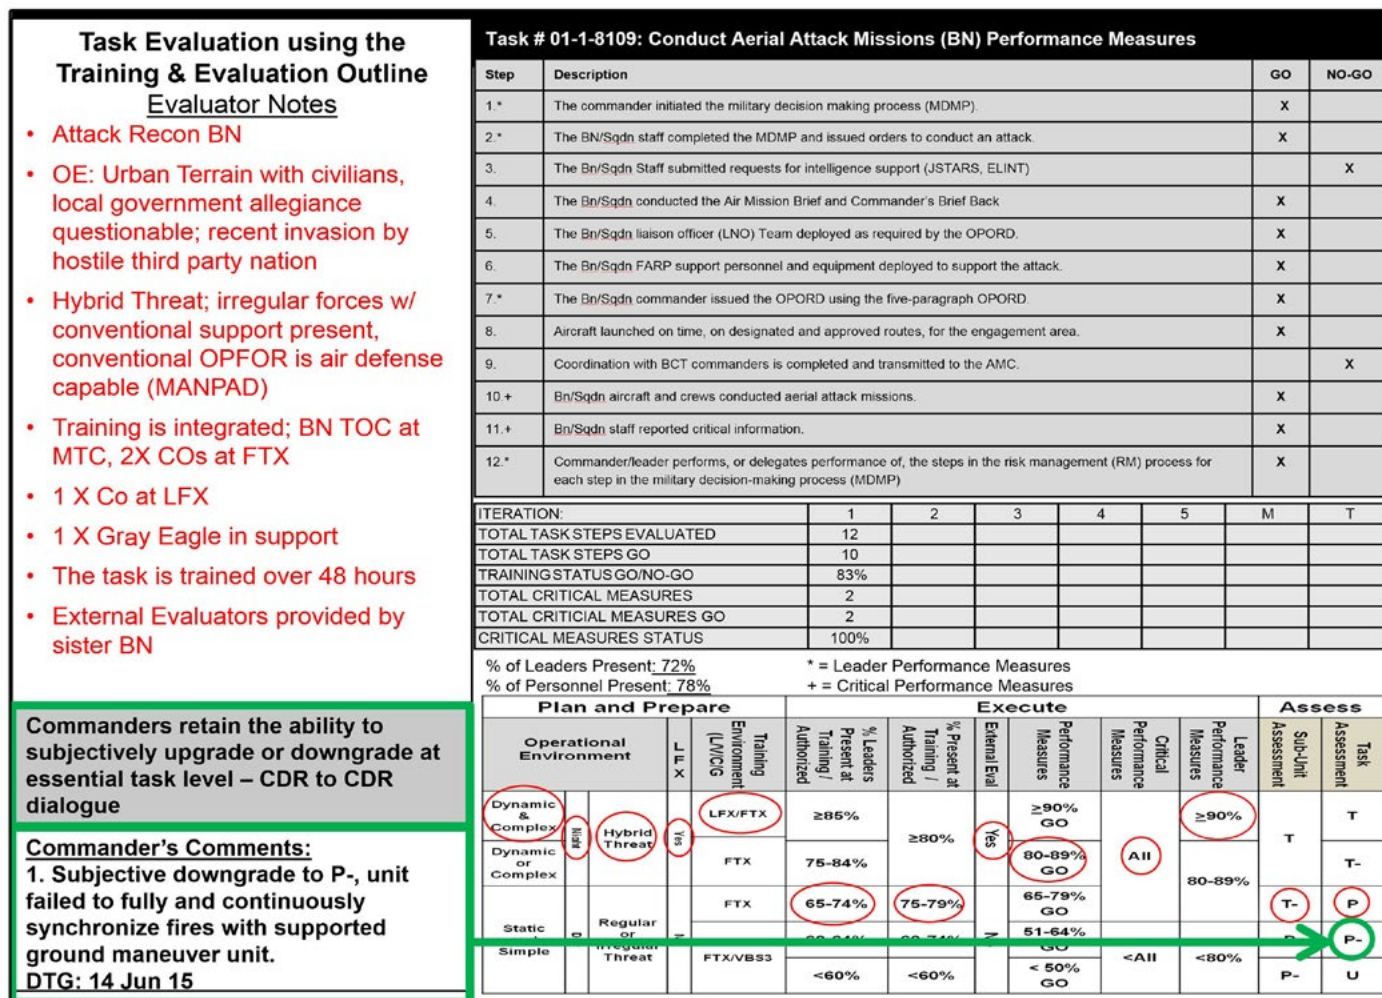 Task Evaluation using the
Training & Evaluation Outline
Evaluator Notes
• Attack Recon BN
• OE: Urban Terrain with civilians,
local government allegiance
questionable; recent invasion by
hostile third party nation
• Hybrid Threat; irregular forces w/
conventional support present,
conventional OPFOR is air defense
capable (MANPAD)
• Training is integrated; BN TOC at
MTC, 2X COs at FTX
• 1 X Co at LFX
• 1 X Gray Eagle in support
• The task is trained over 48 hours
• External Evaluators provided by
sister BN
Commanders retain the ability to
subjectively upgrade or downgrade at
essential task level – CDR to CDR
dialogue
Commander's Comments:
1. Subjective downgrade to P-, unit
failed to fully and continuously
synchronize fires with supported
ground maneuver unit.
DTG: 14 Jun 15
Task # 01-1-8109: Conduct Aerial Attack Missions (BN) Performance Measures
Step Description GO NO-GO
1.* The commander initiated the military decision making process (MDMP). X
2.* The BN/Sqdn staff completed the MDMP and issued orders to conduct an attack. X
3. The Bn/Sqdn Staff submitted requests for intelligence support (JSTARS, ELINT) X
4. The Bn/Sqdn conducted the Air Mission Brief and Commander's Brief Back X
5. The Bn/Sqdn liaison officer (LNO) Team deployed as required by the OPORD. X
6. The Bn/Sqdn FARP support personnel and equipment deployed to support the attack. X
7.* The Bn/Sqdn commander issued the OPORD using the five-paragraph OPORD. X
8. Aircraft launched on time, on designated and approved routes, for the engagement area. X
9. Coordination with BCT commanders is completed and transmitted to the AMC. X
10.+ Bn/Sqdn aircraft and crews conducted aerial attack missions. X
11.+ Bn/Sqdn staff reported critical information. X
12.* Commander/leader performs, or delegates performance of, the steps in the risk management (RM) process for X
each step in the military decision-making process (MDMP)
ITERATION: 1 2 3 4 5 M T
TOTAL TASK STEPS EVALUATED 12
TOTAL TASK STEPS GO 10
TRAINING STATUS GO/NO-GO 83%
TOTAL CRITICAL MEASURES 2
TOTAL CRITICIAL MEASURES GO 2
CRITICAL MEASURES STATUS 100%
% of Leaders Present: 72% * = Leader Performance Measures
% of Personnel Present: 78% + = Critical Performance Measures
Plan and Prepare Execute Assess
Operational
Environment
LFX
Training
Environment
(L/V/C/G
% Leaders
Present at
Training /
Authorized
% Present at
Training /
Authorized
External Eval
Performance
Measures
Critical
Performance
Measures
Leader
Performance
Measures
Sub-Unit
Assessment
Task
Assessment
Dynamic
&
Complex
Night
Hybrid
Threat
Yes
LFX/FTX
≥85%
≥80%
Yes
≥90%
GO
All
≥90%
T
T
Dynamic
or
Complex
FTX
75-84%
80-89%
GO
80-89%
T-
Static
Simple
Regular
or
Irregular
Threat
FTX
65-74%
75-79%
65-79%
GO
T-
P
FTX/VBS3
51-64%
GO
<All
<80%
P-
<60%
<60%
< 50%
GO
P-
U